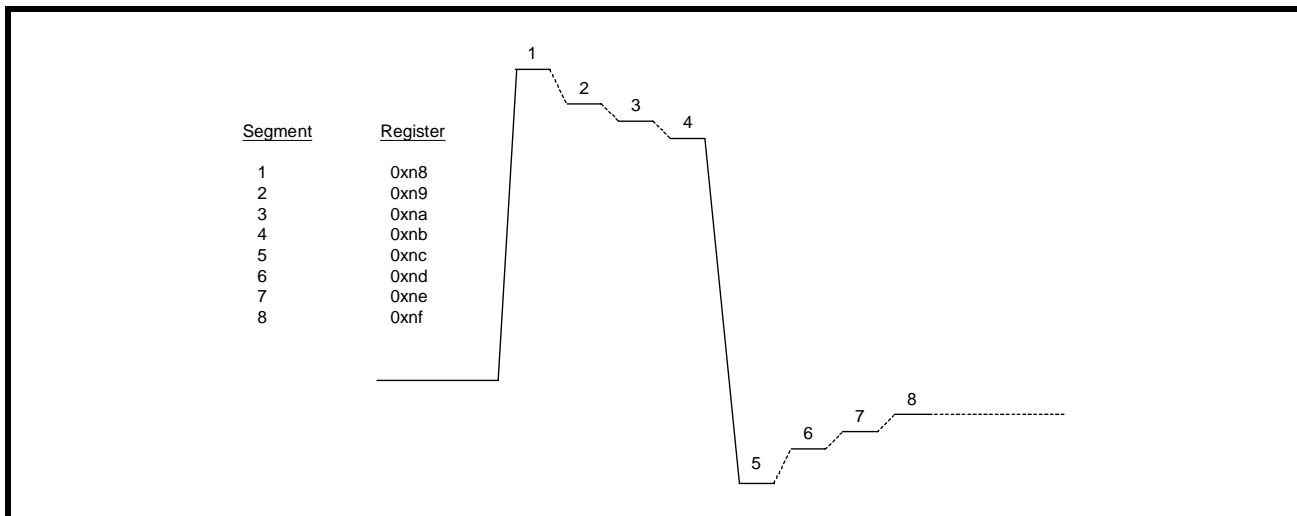 1
2
3
4
Segment Register
1 0xn8
2 0xn9
3 0xna
4 0xnb
5 0xnc
6 0xnd
7 0xne
8 0xnf
8
7
6
5